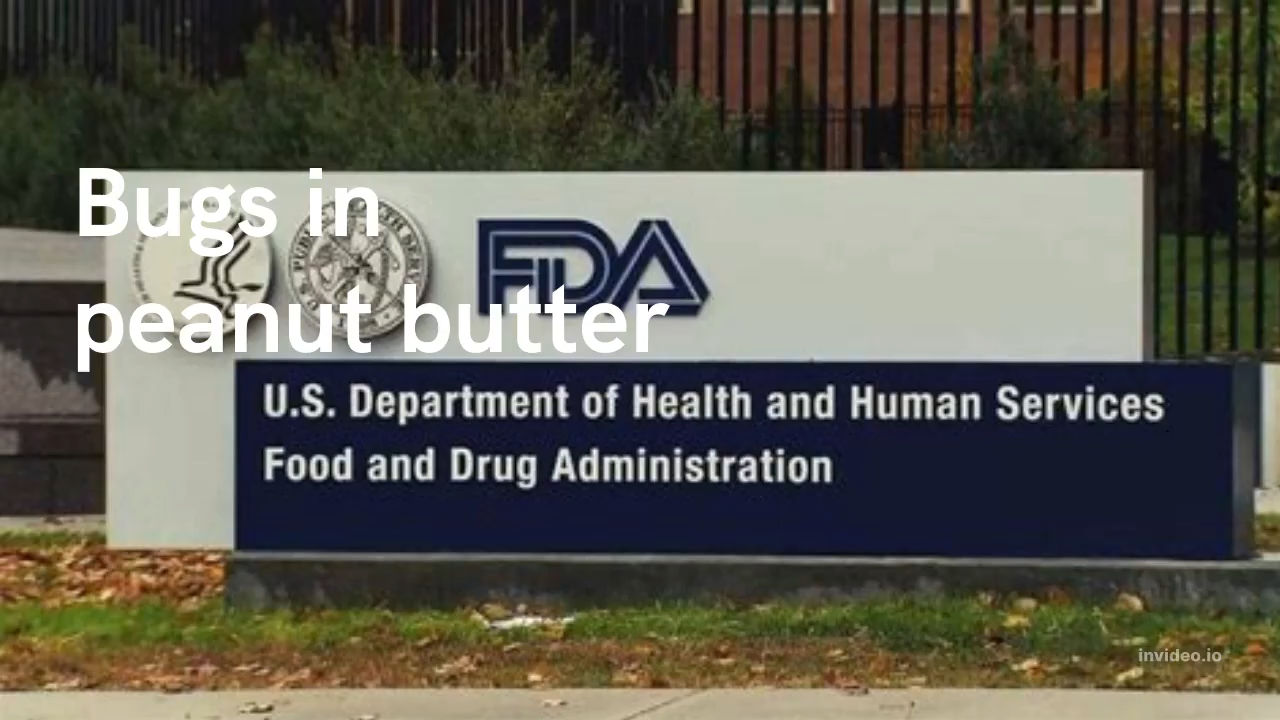 Bugs in
peanut butter
FDA
U.S. Department of Health and Human Services
Food and Drug Administration
invideo.io